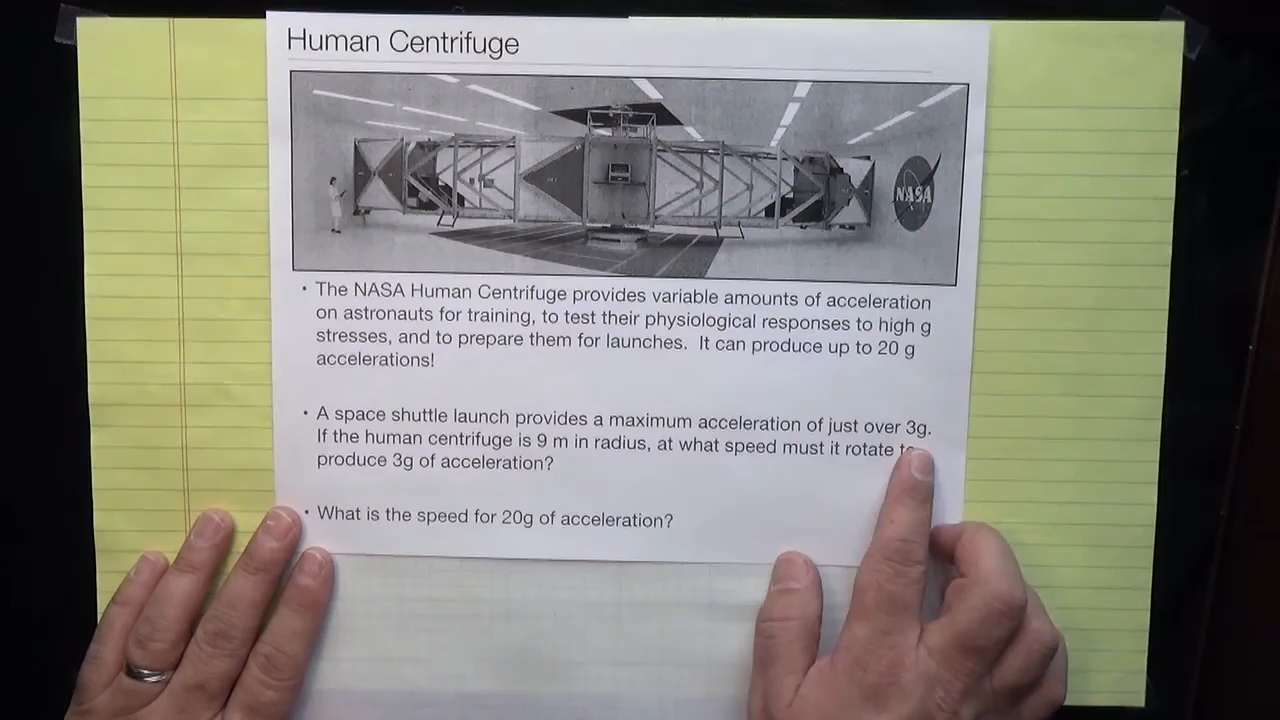 Human Centrifuge
NASA
• The NASA Human Centrifuge provides variable amounts of acceleration
on astronauts for training, to test their physiological responses to high g
stresses, and to prepare them for launches. It can produce up to 20 g
accelerations!
• A space shuttle launch provides a maximum acceleration of just over 3g.
If the human centrifuge is 9 m in radius, at what speed must it rotate
produce 3g of acceleration?
• What is the speed for 20g of acceleration?